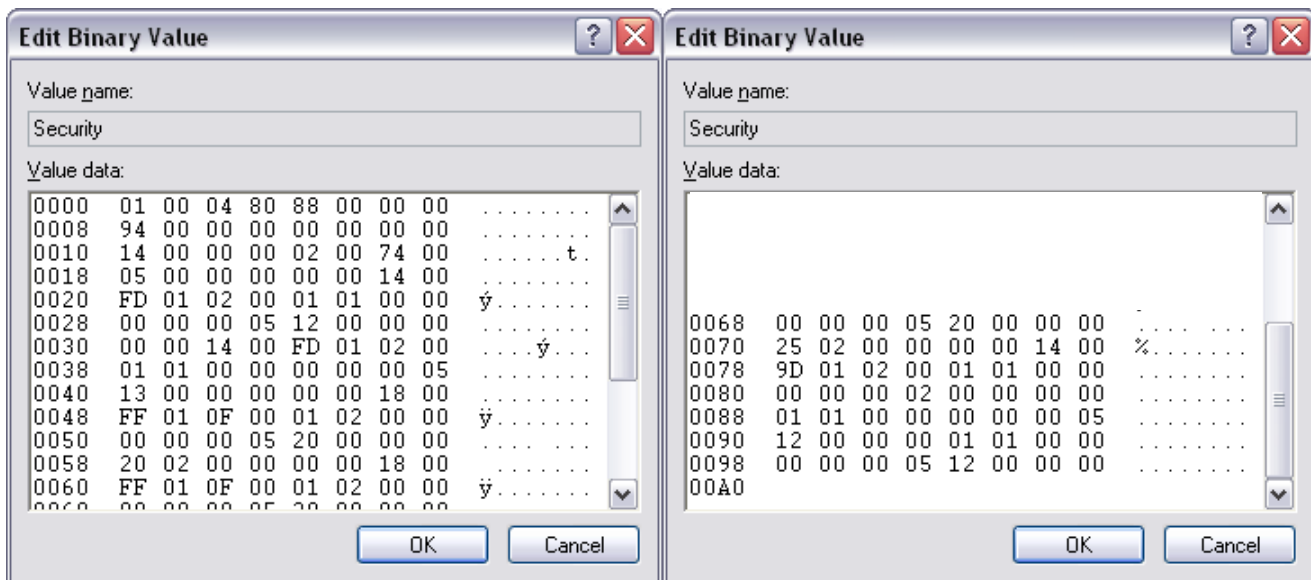 Edit Binary Value
Value name:
Security
Value data:
0000 01 00 04 80 88 00 00 00 ........
0008 94 00 00 00 00 00 00 00 ........
0010 14 00 00 00 02 00 74 00 ......t.
0018 05 00 00 00 00 00 14 00 ........
0020 FD 01 02 00 01 01 00 00 ý.......
0028 00 00 00 05 12 00 00 00 ........
0030 00 00 14 00 FD 01 02 00 ....ý...
0038 01 01 00 00 00 00 00 05 ........
0040 13 00 00 00 00 00 18 00 ........
0048 FF 01 0F 00 01 02 00 00 ÿ.......
0050 00 00 00 05 20 00 00 00 .... ...
0058 20 02 00 00 00 00 18 00 .......
0060 FF 01 0F 00 01 02 00 00 ÿ.......
OK
Cancel
Edit Binary Value
Value name:
Security
Value data:
0068 00 00 00 05 20 00 00 00 .... ...
0070 25 02 00 00 00 00 14 00 %.......
0078 9D 01 02 00 01 01 00 00 ........
0080 00 00 00 02 00 00 00 00 ........
0088 01 01 00 00 00 00 00 05 ........
0090 12 00 00 00 01 01 00 00 ........
0098 00 00 00 05 12 00 00 00 ........
00A0
OK
Cancel